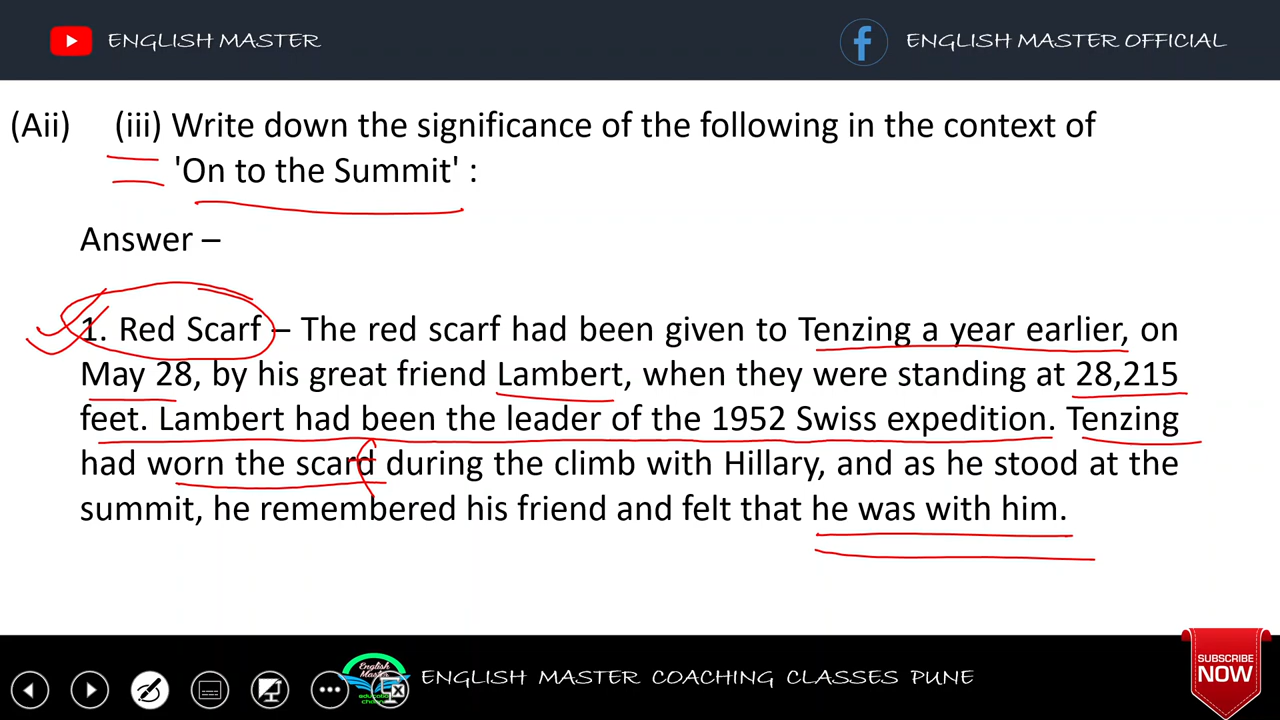 ENGLISH MASTER
ENGLISH MASTER OFFICIAL
(Aii) (iii) Write down the significance of the following in the context of
'On to the Summit' :
Answer –
1. Red Scarf – The red scarf had been given to Tenzing a year earlier, on
May 28, by his great friend Lambert, when they were standing at 28,215
feet. Lambert had been the leader of the 1952 Swiss expedition. Tenzing
had worn the scard during the climb with Hillary, and as he stood at the
summit, he remembered his friend and felt that he was with him.
English
Master
ENGLISH MASTER COACHING CLASSES PUNE
SUBSCRIBE
NOW